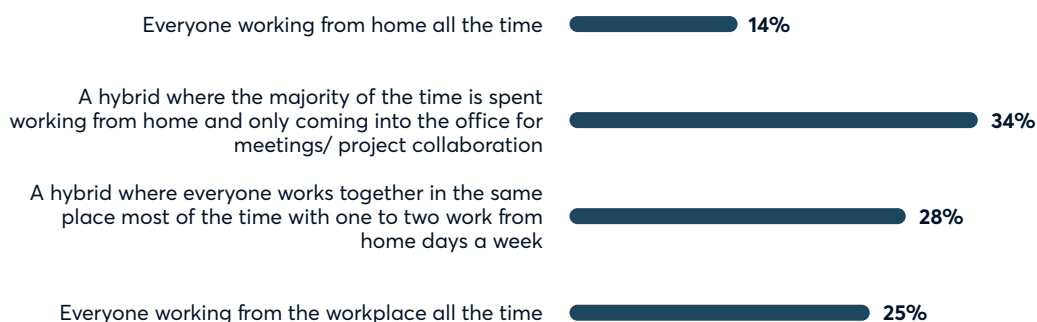 Everyone working from home all the time
14%
A hybrid where the majority of the time is spent
working from home and only coming into the office for
meetings/ project collaboration
34%
A hybrid where everyone works together in the same
place most of the time with one to two work from
home days a week
28%
Everyone working from the workplace all the time
25%